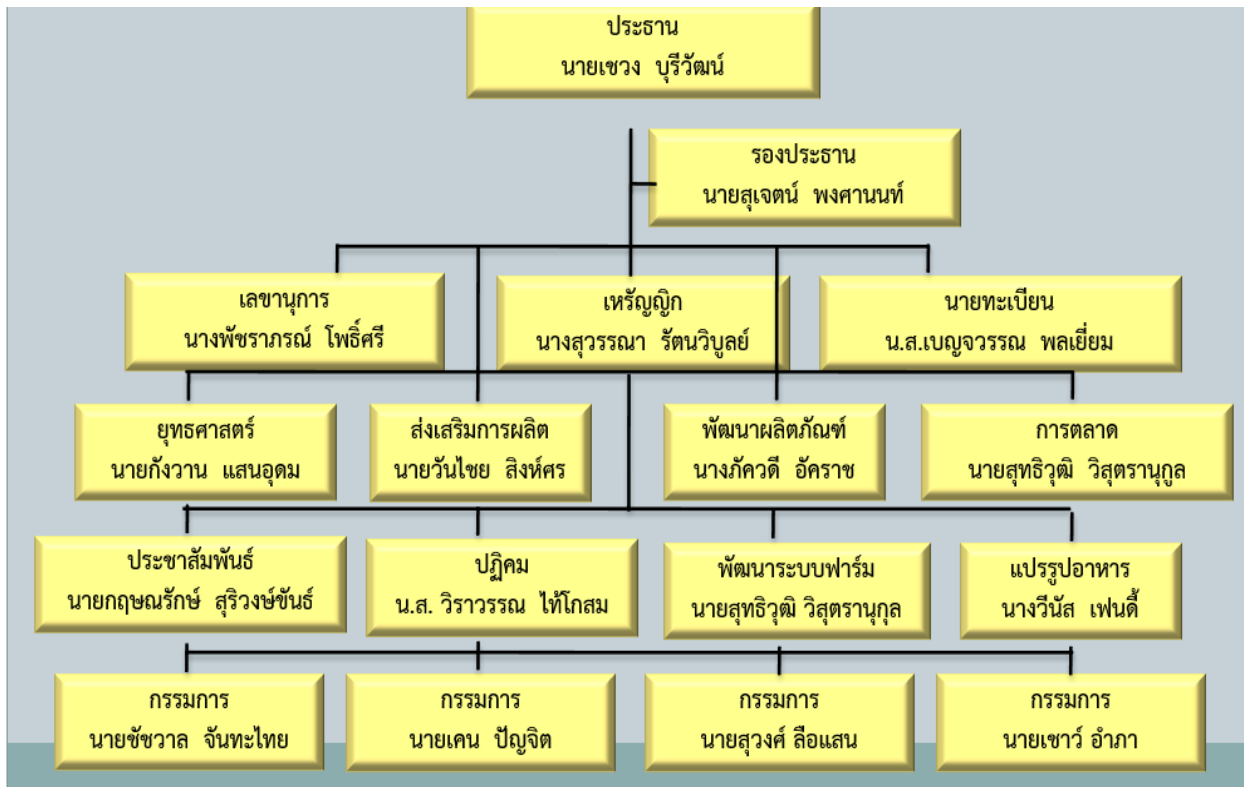 ประธาน
นายเชวง บุรีวัฒน์
รองประธาน
นายสุเจตน์ พงศานนท์
เลขานุการ
นางพัชราภรณ์ โพธิ์ศรี
เหรัญญิก
นางสุวรรณา รัตนวิบูลย์
นายทะเบียน
น.ส.เบญจวรรณ พลเยี่ยม
ยุทธศาสตร์
นายกังวาน แสนอุดม
ส่งเสริมการผลิต
นายวันไชย สิงห์ศร
พัฒนาผลิตภัณฑ์
นางภัควดี อัคราช
การตลาด
นายสุทธิวุฒิ วิสุตรานุกูล
ประชาสัมพันธ์
นายกฤษณรักษ์ สุริวงษ์ขันธ์
ปฏิคม
น.ส. วิราวรรณ ไท้โกสม
พัฒนาระบบฟาร์ม
นายสุทธิวุฒิ วิสุตรานุกุล
แปรรูปอาหาร
นางวีนัส เฟนดี้
กรรมการ
นายชัชวาล จันทะไทย
กรรมการ
นายเคน ปัญจิต
กรรมการ
นายสุวงศ์ ลือแสน
กรรมการ
นายเชาว์ อำภา